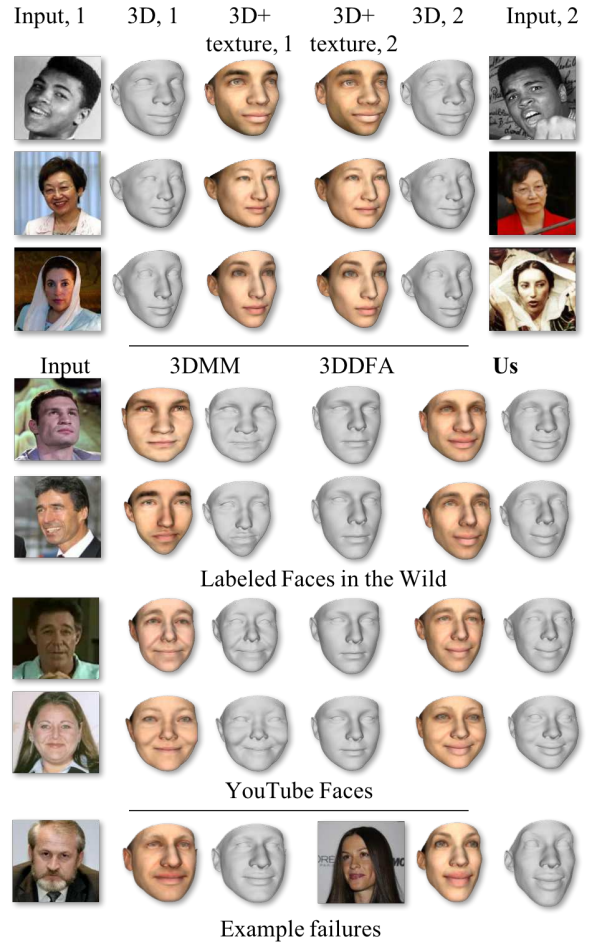 Input, 1 3D, 1 3D+ texture, 1 3D+ texture, 2 3D, 2 Input, 2
Input 3DMM 3DDFA Us
Labeled Faces in the Wild
YouTube Faces
Example failures